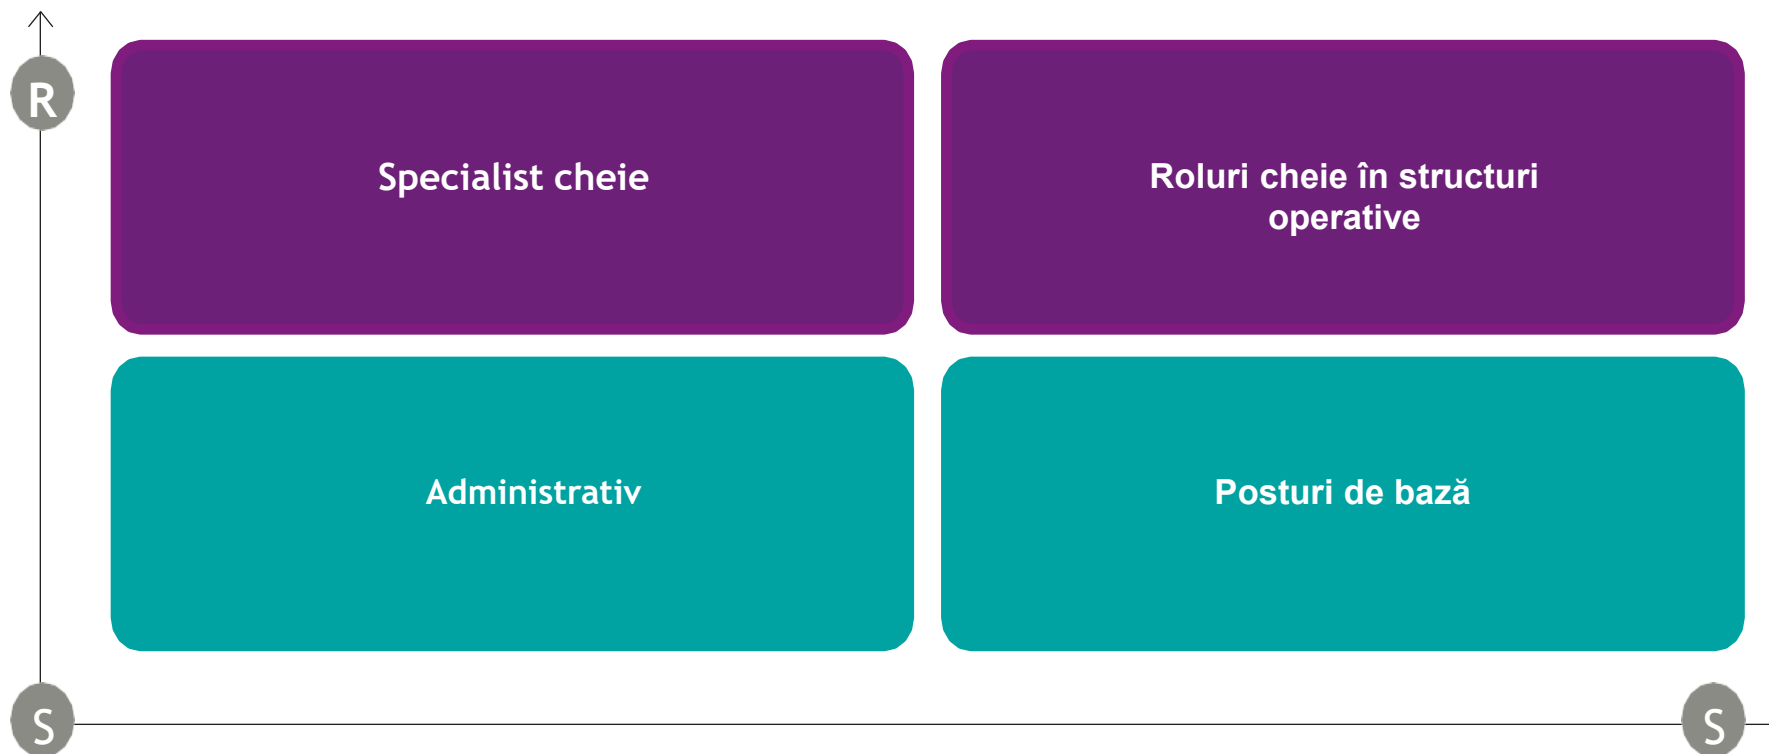 R
Specialist cheie
Roluri cheie în structuri
operative
Administrativ
Posturi de bază
S
S